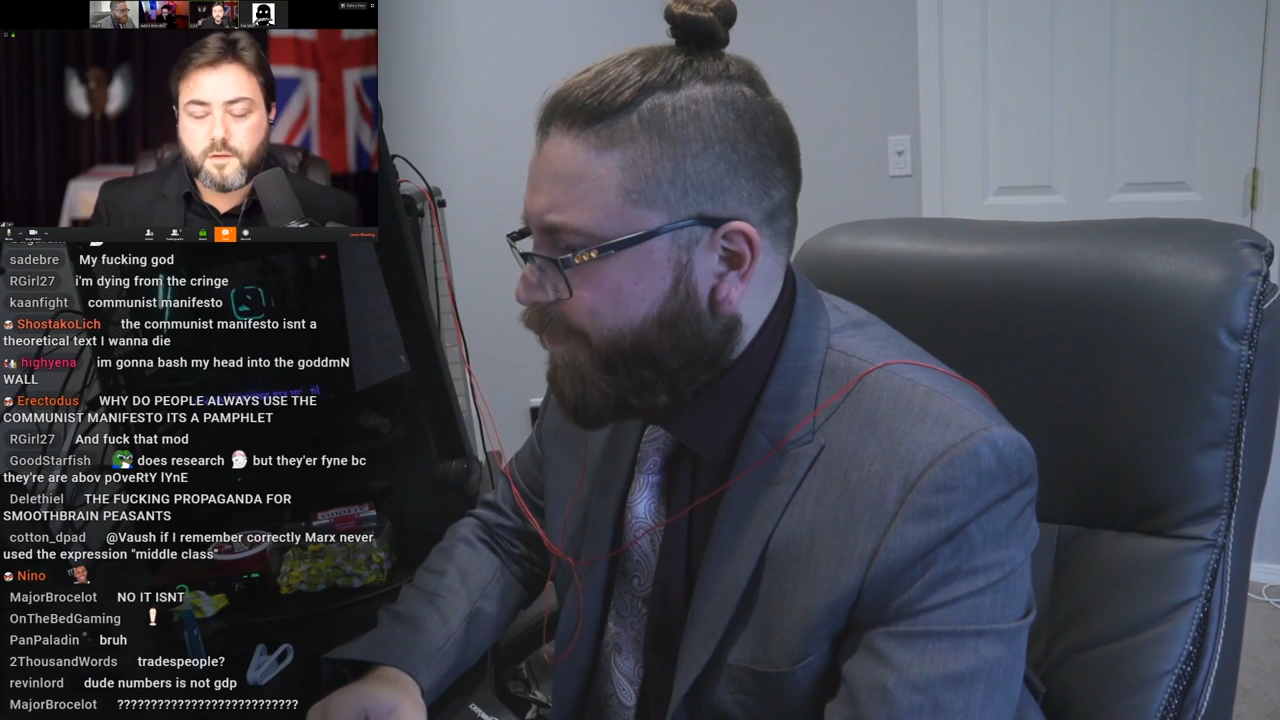 Leave Meeting
sadebre My fucking god
RGirl27 i'm dying from the cringe
kaanfight communist manifesto
ShostakoLich the communist manifesto isnt a
theoretical text I wanna die
highyena im gonna bash my head into the goddmN
WALL
Erectodus WHY DO PEOPLE ALWAYS USE THE
COMMUNIST MANIFESTO ITS A PAMPHLET
RGirl27 And fuck that mod
GoodStarfish does research but they'er fyne bc
they're are abov pOveRtY lYnE
Delethiel THE FUCKING PROPAGANDA FOR
SMOOTHBRAIN PEASANTS
cotton_dpad @Vaush if I remember correctly Marx never
used the expression "middle class"
Nino
MajorBrocelot NO IT ISNT
OnTheBedGaming
PanPaladin bruh
2ThousandWords tradespeople?
revinlord dude numbers is not gdp
MajorBrocelot ???????????????????????????